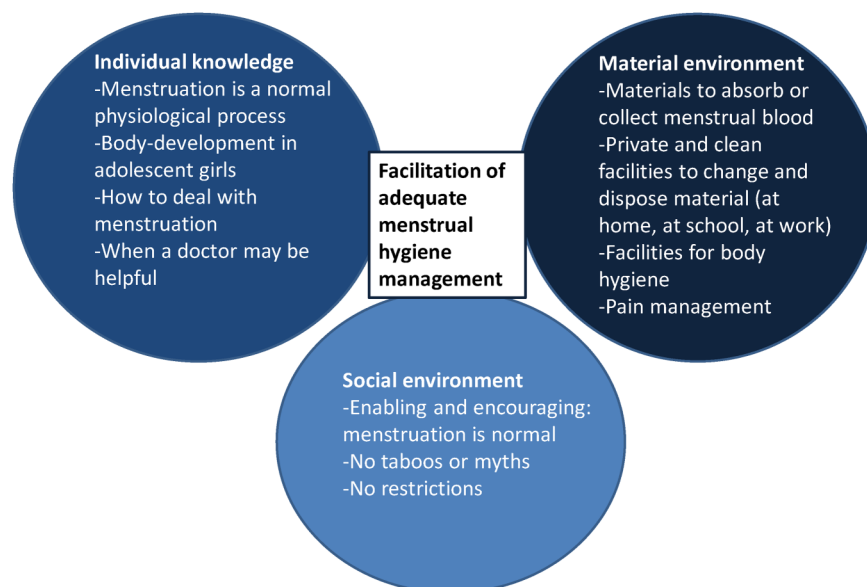 Individual knowledge
-Menstruation is a normal
physiological process
-Body-development in
adolescent girls
-How to deal with
menstruation
-When a doctor may be
helpful
Facilitation of
adequate
menstrual
hygiene
management
Material environment
-Materials to absorb or
collect menstrual blood
-Private and clean
facilities to change and
dispose material (at
home, at school, at work)
-Facilities for body
hygiene
-Pain management
Social environment
-Enabling and encouraging:
menstruation is normal
-No taboos or myths
-No restrictions